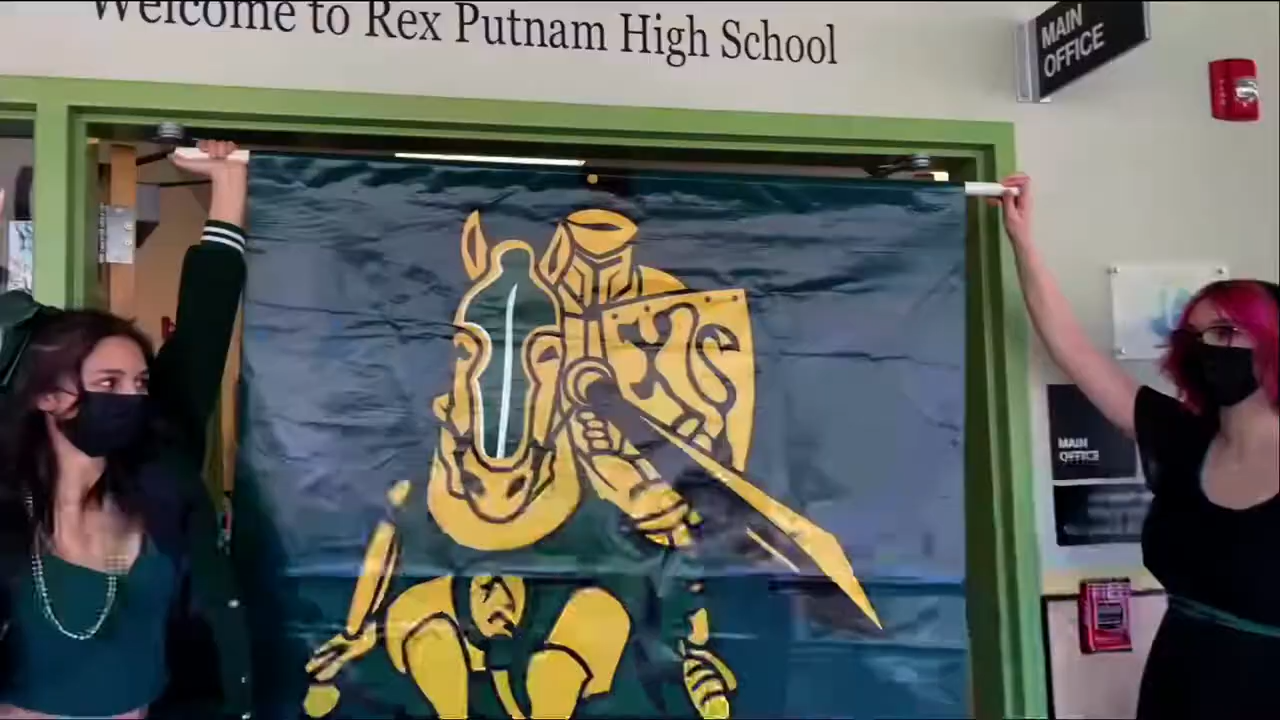 Welcome to Rex Putnam High School
MAIN
OFFICE
MAIN
OFFICE